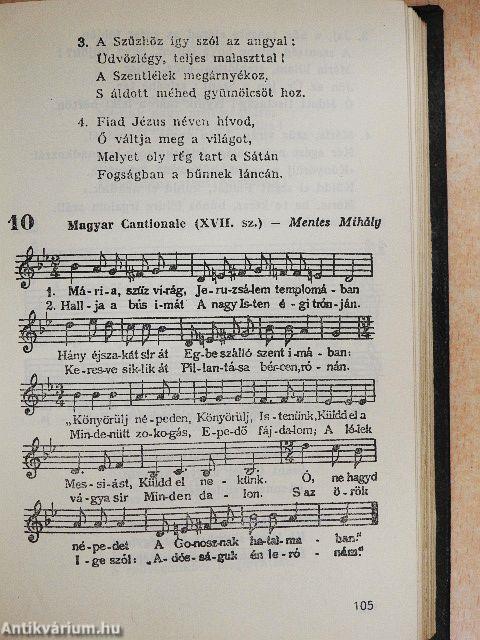 3. A Szűzhöz így szól az angyal:
Üdvözlégy, teljes malaszttal!
A Szentlélek megárnyékoz,
S áldott méhed gyümölcsöt hoz.
4. Fiad Jézus néven hívod,
Ő váltja meg a világot,
Melyet oly rég tart a Sátán
Fogságban a bűnnek láncán.
10 Magyar Cantionale (XVII. sz.) — Mentes Mihály
1. Má-ri-a, szűz vi-rág, Je-ru-zsálem templomá-ban
2. Hall-ja a bús i-mát A nagy Is-ten é-gi trón-ján.
Hány éjsza-kát sír át Eg-be szálló szent i-má-ban:
Ke-res-ve sik-lik át Pil-lan-tá-sa bér-cen, ró-nán.
„Könyörülj né-peden, Könyörülj, Is-tenünk, Küldd el a
Min-de-nütt zo-ko-gás, E-pe-dő fáj-da-lom; A lé-lek
Mes-si-ást, Küldd el ne-künk. Ó, ne hagyd
vá-gya sír Min-den da-lon. S az ö-rök
né-pe-det A Go-nosz-nak ha-tal-ma-ban."
I-ge szól: „A-dós-sá-guk én le-ró-nám."
105
Antikvárium.hu